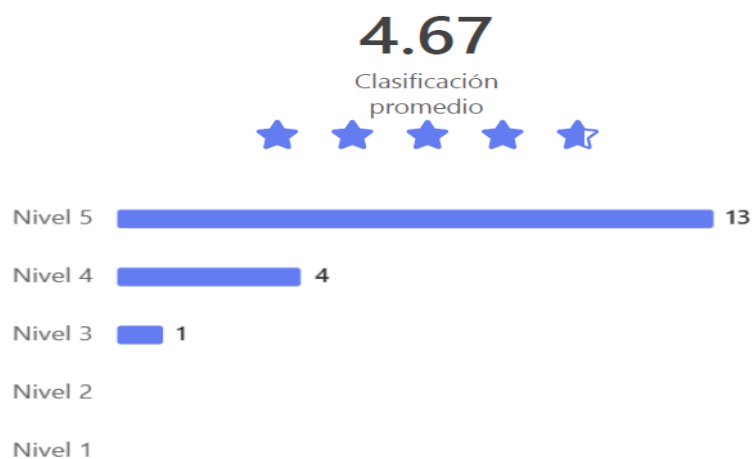 4.67
Clasificación
promedio
Nivel 5 13
Nivel 4 4
Nivel 3 1
Nivel 2
Nivel 1